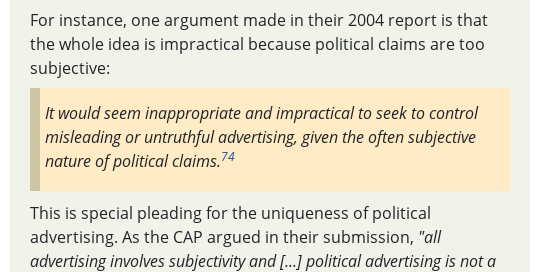 For instance, one argument made in their 2004 report is that
the whole idea is impractical because political claims are too
subjective:
It would seem inappropriate and impractical to seek to control
misleading or untruthful advertising, given the often subjective
nature of political claims.74
This is special pleading for the uniqueness of political
advertising. As the CAP argued in their submission, "all
advertising involves subjectivity and [...] political advertising is not a